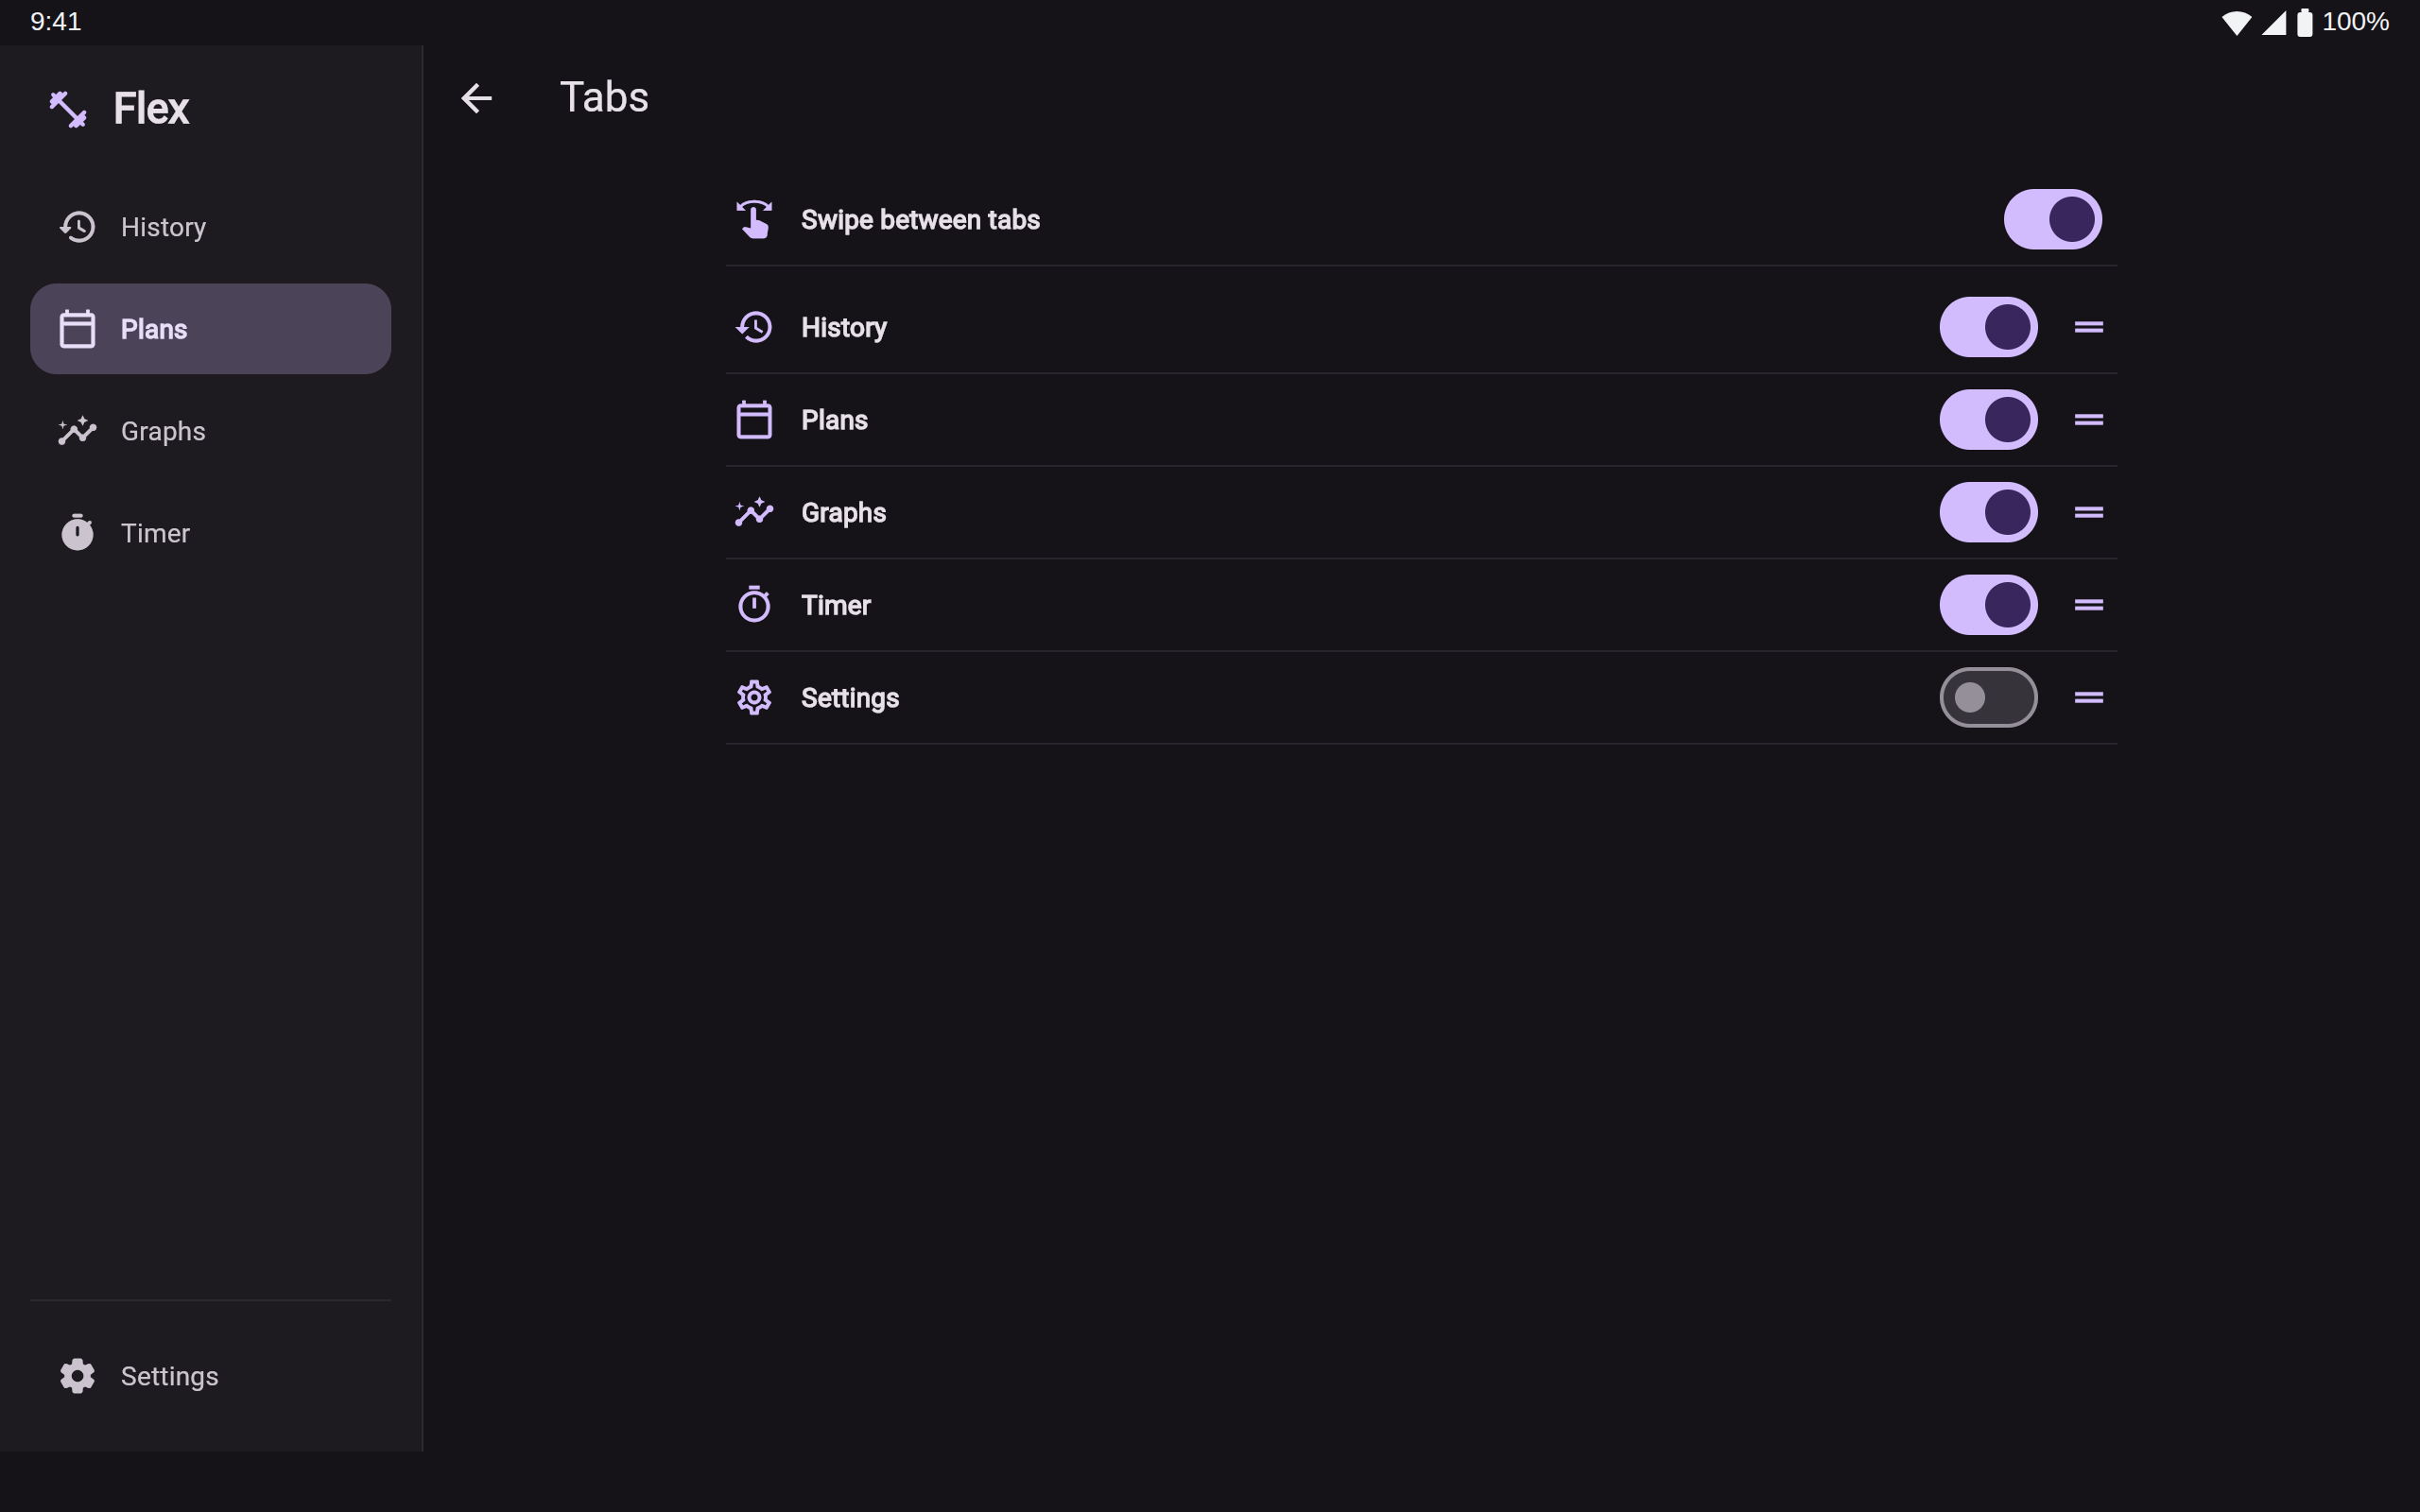 9:41
100%
Flex
History
Plans
Graphs
Timer
Settings
Tabs
Swipe between tabs
History
Plans
Graphs
Timer
Settings